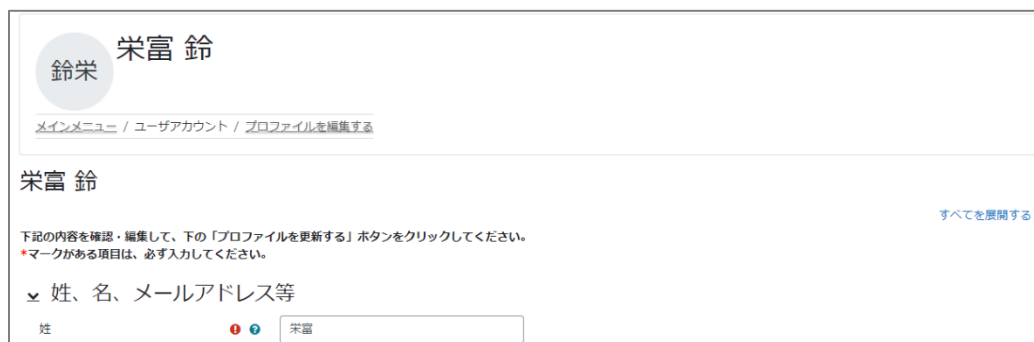 栄富 鈴
鈴栄
メインメニュー / ユーザアカウント / プロファイルを編集する
栄富 鈴
すべてを展開する
下記の内容を確認・編集して、下の「プロファイルを更新する」ボタンをクリックしてください。
*マークがある項目は、必ず入力してください。
姓、名、メールアドレス等
姓 栄富